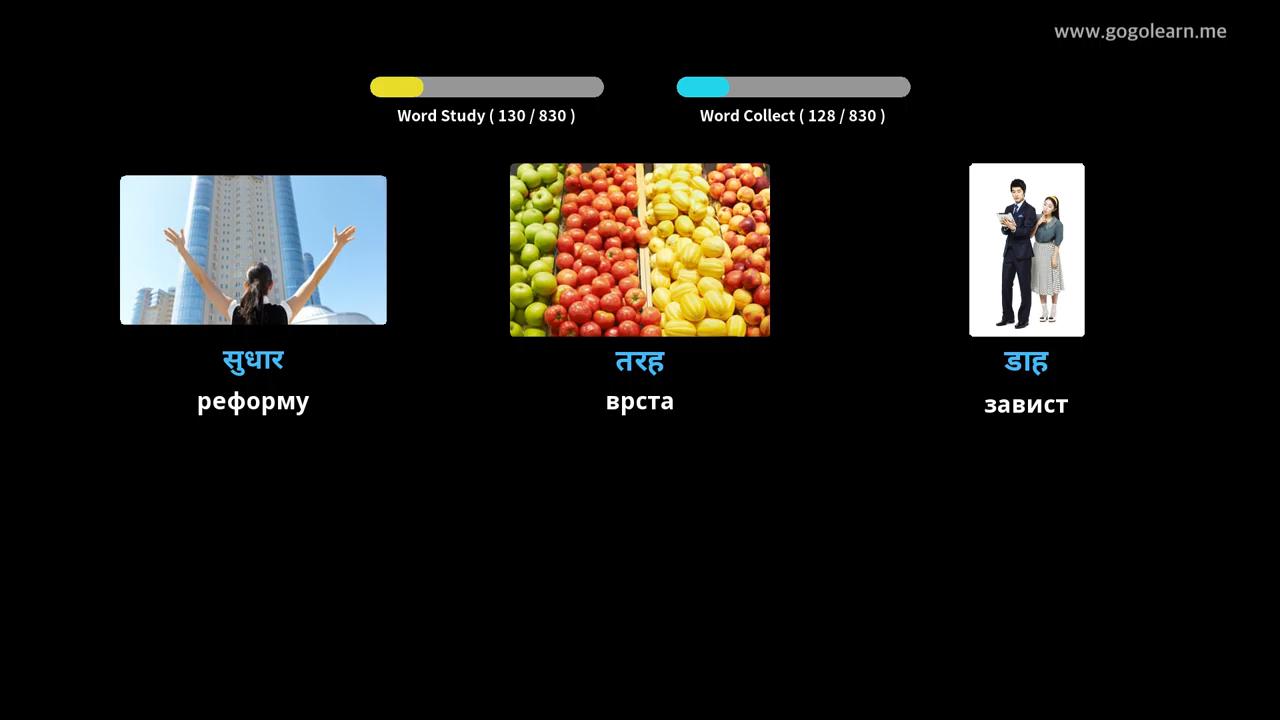 www.gogolearn.me
Word Study ( 130 / 830 )
Word Collect ( 128 / 830 )
सुधार
реформу
तरह
врста
डाह
завист